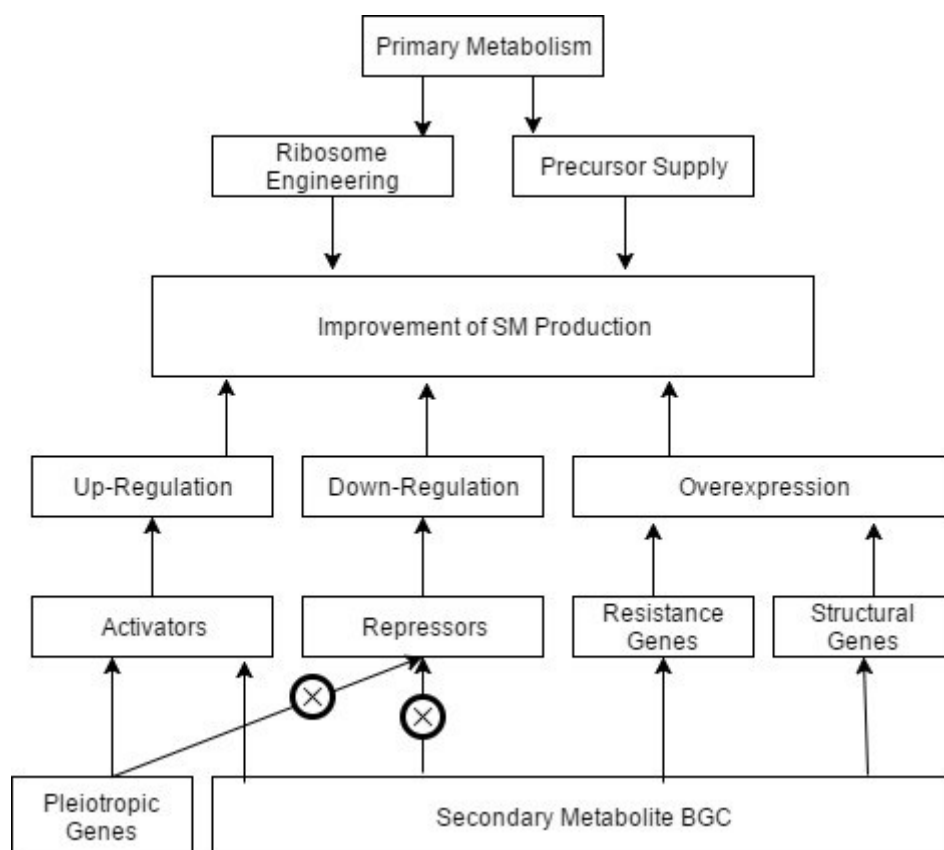 Primary Metabolism
Ribosome
Engineering
Precursor Supply
Improvement of SM Production
Up-Regulation
Down-Regulation
Overexpression
Activators
Repressors
Resistance
Genes
Structural
Genes
Pleiotropic
Genes
Secondary Metabolite BGC